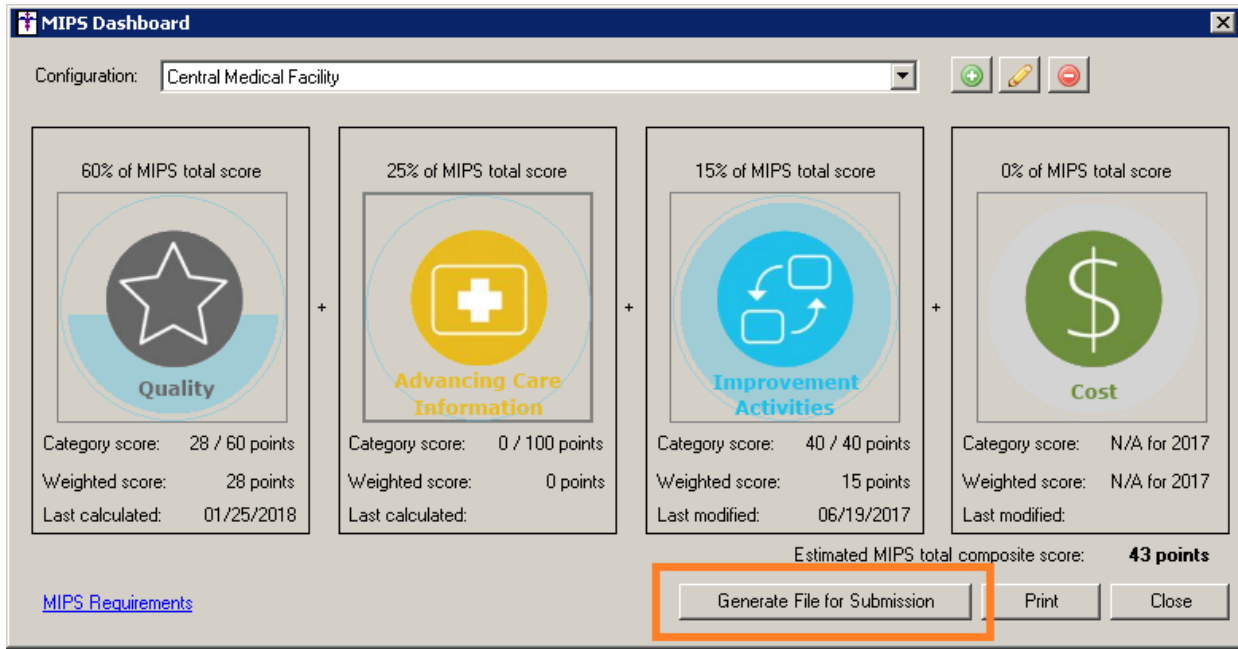 MIPS Dashboard
Configuration: Central Medical Facility
60% of MIPS total score
Quality
Category score: 28 / 60 points
Weighted score: 28 points
Last calculated: 01/25/2018
+
25% of MIPS total score
Advancing Care
Information
Category score: 0 / 100 points
Weighted score: 0 points
Last calculated:
+
15% of MIPS total score
Improvement
Activities
Category score: 40 / 40 points
Weighted score: 15 points
Last modified: 06/19/2017
+
0% of MIPS total score
$
Cost
Category score: N/A for 2017
Weighted score: N/A for 2017
Last modified:
Estimated MIPS total composite score: 43 points
MIPS Requirements
Generate File for Submission
Print
Close